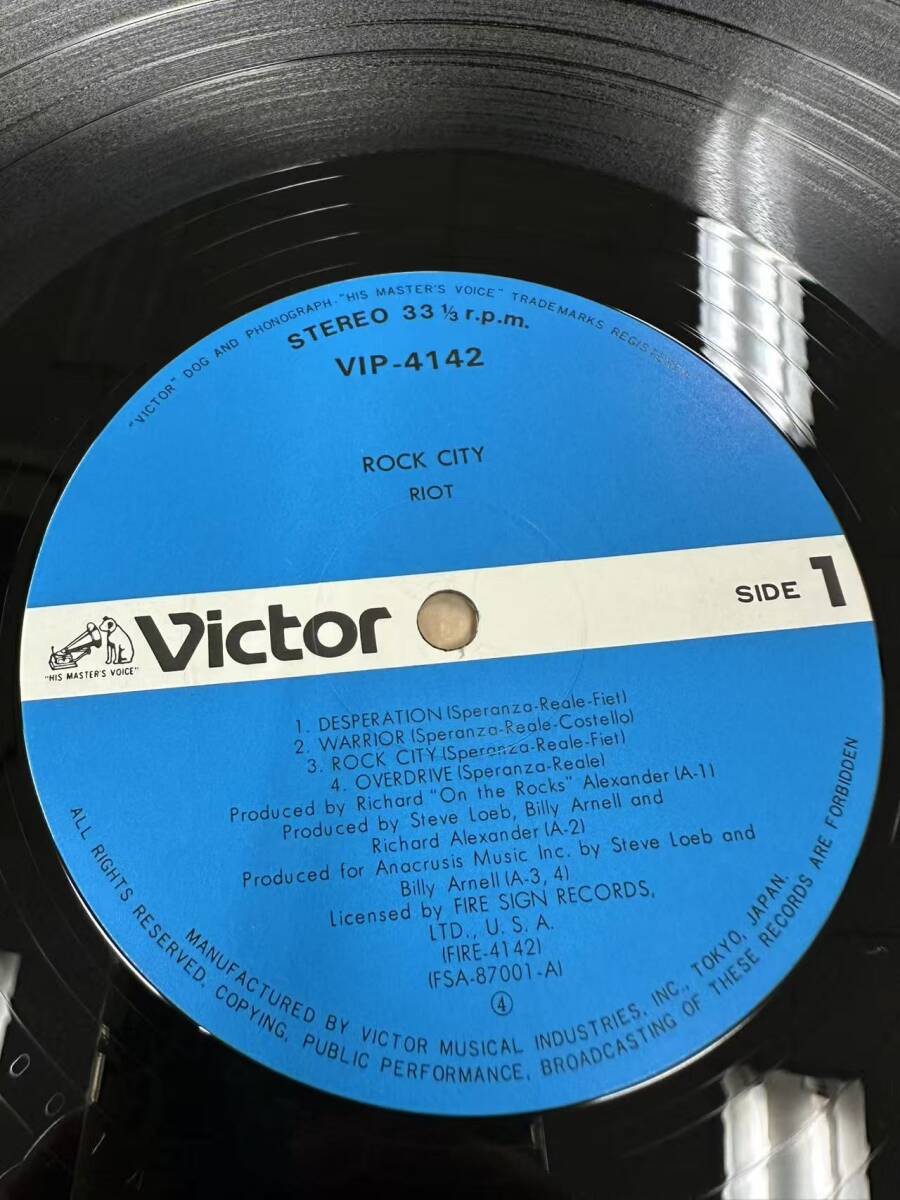 "VICTOR" DOG AND PHONOGRAPH·"HIS MASTER'S VOICE" TRADEMARKS REGISTERED
STEREO 33 1/3 r.p.m.
VIP-4142
ROCK CITY
RIOT
"HIS MASTER'S VOICE"
Victor
SIDE 1
1. DESPERATION (Speranza-Reale-Fiet)
2. WARRIOR (Speranza-Reale-Costello)
3. ROCK CITY (Speranza-Reale-Fiet)
4. OVERDRIVE (Speranza-Reale)
Produced by Richard "On the Rocks" Alexander (A-1)
Produced by Steve Loeb, Billy Arnell and
Richard Alexander (A-2)
Produced for Anacrusis Music Inc. by Steve Loeb and
Billy Arnell (A-3, 4)
Licensed by FIRE SIGN RECORDS,
LTD., U. S. A.
(FIRE-4142)
(FSA-87001-A)
④
MANUFACTURED BY VICTOR MUSICAL INDUSTRIES, INC., TOKYO, JAPAN.
ALL RIGHTS RESERVED. COPYING, PUBLIC PERFORMANCE, BROADCASTING OF THESE RECORDS ARE FORBIDDEN